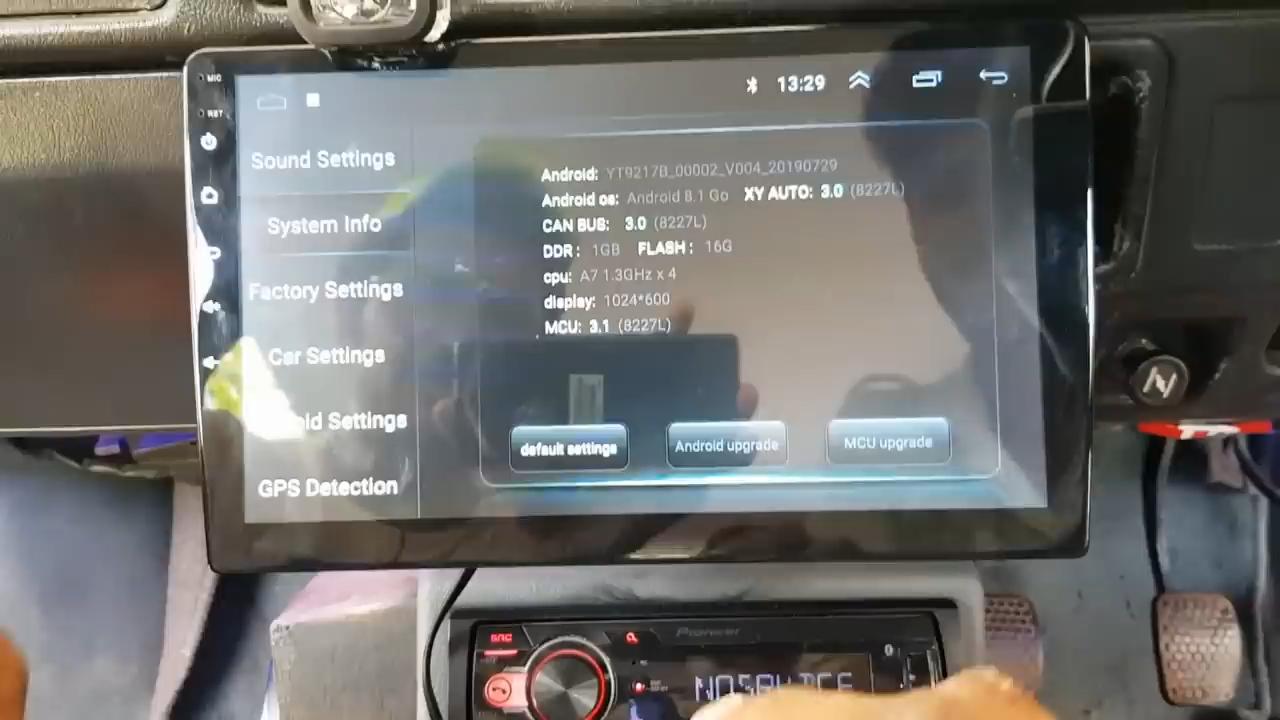 MIC
13:29
RST
Sound Settings
System Info
Factory Settings
Car Settings
Settings
GPS Detection
Android: YT9217B_00002_V004_20190729
Android os: Android 8.1 Go XY AUTO: 3.0 (8227L)
CAN BUS: 3.0 (8227L)
DDR: 1GB FLASH: 16G
cpu: A7 1.3GHz x 4
display: 1024*600
MCU: 3.1 (8227L)
default settings
Android upgrade
MCU upgrade
SRC
Pioneer